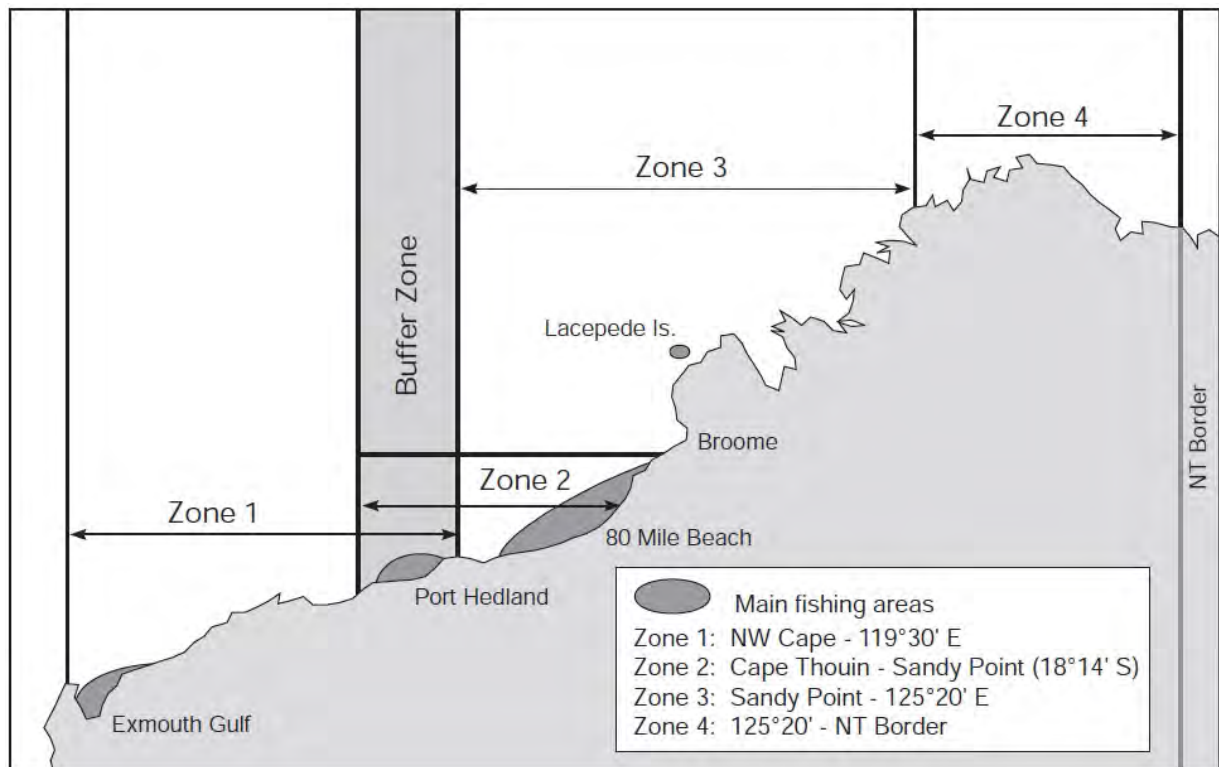 Zone 4
Zone 3
Buffer Zone
Lacepede Is.
NT Border
Broome
Zone 2
Zone 1
80 Mile Beach
Port Hedland
Exmouth Gulf
Main fishing areas
Zone 1: NW Cape - 119°30' E
Zone 2: Cape Thouin - Sandy Point (18°14' S)
Zone 3: Sandy Point - 125°20' E
Zone 4: 125°20' - NT Border